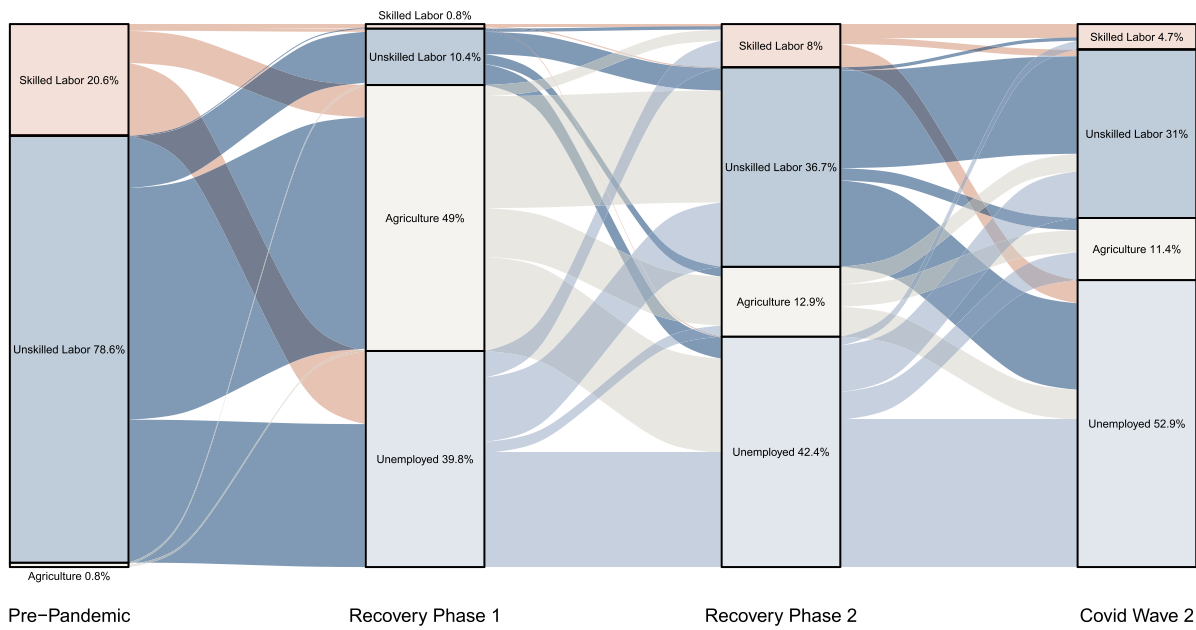 Skilled Labor 20.6%
Unskilled Labor 78.6%
Agriculture 0.8%
Skilled Labor 0.8%
Unskilled Labor 10.4%
Agriculture 49%
Unemployed 39.8%
Skilled Labor 8%
Unskilled Labor 36.7%
Agriculture 12.9%
Unemployed 42.4%
Skilled Labor 4.7%
Unskilled Labor 31%
Agriculture 11.4%
Unemployed 52.9%
Pre−Pandemic
Recovery Phase 1
Recovery Phase 2
Covid Wave 2